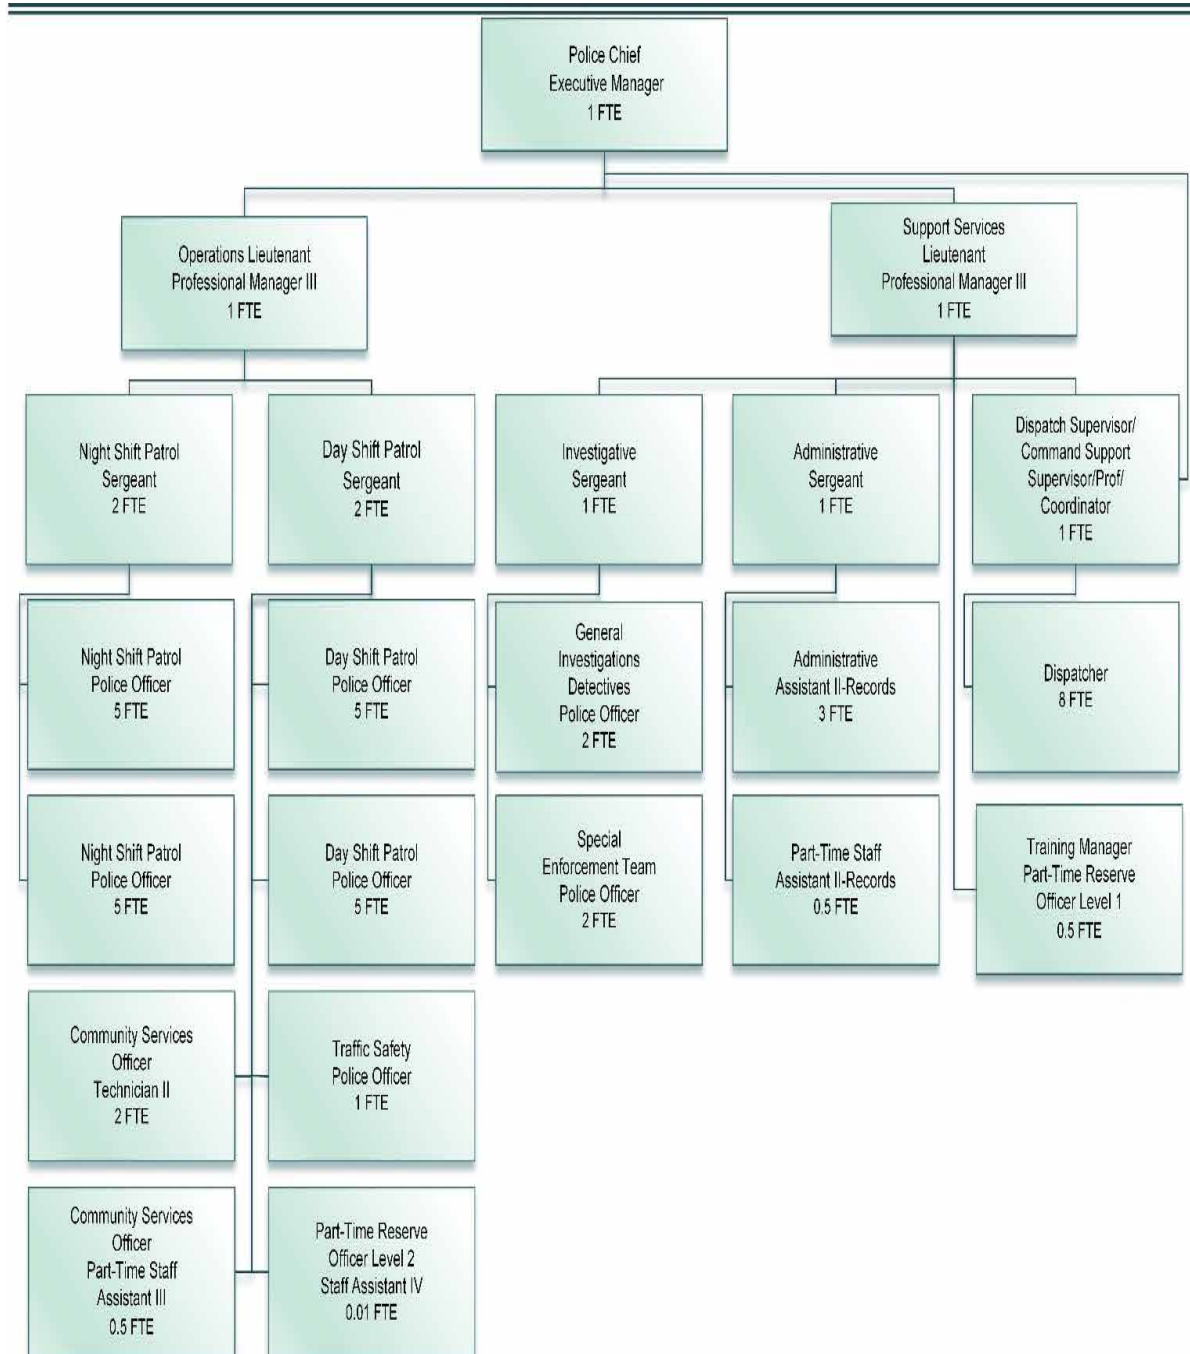 Police Chief
Executive Manager
1 FTE
Operations Lieutenant
Professional Manager III
1 FTE
Support Services
Lieutenant
Professional Manager III
1 FTE
Night Shift Patrol
Sergeant
2 FTE
Day Shift Patrol
Sergeant
2 FTE
Investigative
Sergeant
1 FTE
Administrative
Sergeant
1 FTE
Dispatch Supervisor/
Command Support
Supervisor/Prof/
Coordinator
1 FTE
Night Shift Patrol
Police Officer
5 FTE
Day Shift Patrol
Police Officer
5 FTE
General
Investigations
Detectives
Police Officer
2 FTE
Administrative
Assistant II-Records
3 FTE
Dispatcher
8 FTE
Night Shift Patrol
Police Officer
5 FTE
Day Shift Patrol
Police Officer
5 FTE
Special
Enforcement Team
Police Officer
2 FTE
Part-Time Staff
Assistant II-Records
0.5 FTE
Training Manager
Part-Time Reserve
Officer Level 1
0.5 FTE
Community Services
Officer
Technician II
2 FTE
Traffic Safety
Police Officer
1 FTE
Community Services
Officer
Part-Time Staff
Assistant III
0.5 FTE
Part-Time Reserve
Officer Level 2
Staff Assistant IV
0.01 FTE